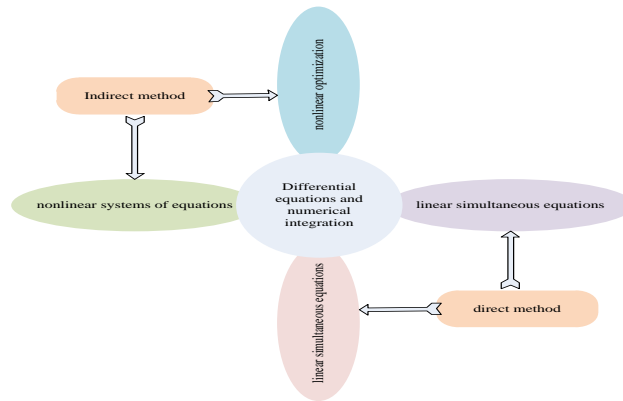 nonlinear optimization
Indirect method
nonlinear systems of equations
Differential
equations and
numerical
integration
linear simultaneous equations
linear simultaneous equations
direct method